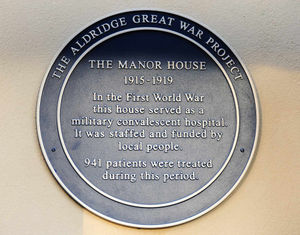 THE ALDRIDGE GREAT WAR PROJECT
THE MANOR HOUSE
1915-1919
In the First World War
this house served as a
military convalescent hospital.
It was staffed and funded by
local people.
941 patients were treated
during this period.